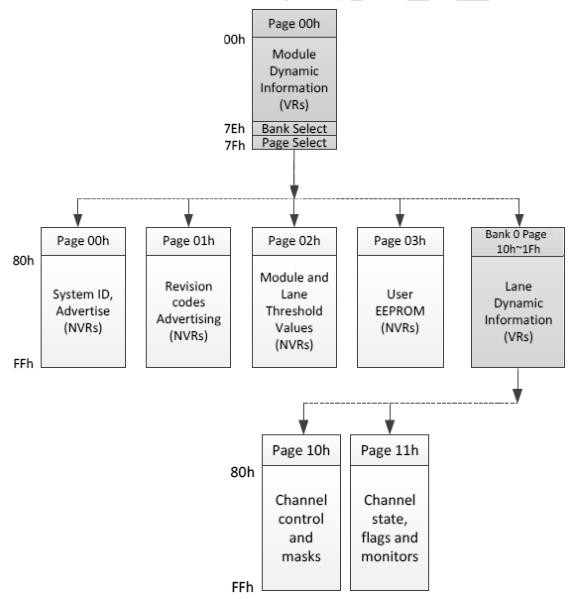 Page 00h
00h
Module
Dynamic
Information
(VRs)
7Eh
Bank Select
7Fh
Page Select
80h
FFh
Page 00h
System ID,
Advertise
(NVRs)
Page 01h
Revision
codes
Advertising
(NVRs)
Page 02h
Module and
Lane
Threshold
Values
(NVRs)
Page 03h
User
EEPROM
(NVRs)
Bank 0 Page
10h~1Fh
Lane
Dynamic
Information
(VRs)
80h
FFh
Page 10h
Channel
control
and
masks
Page 11h
Channel
state,
flags and
monitors